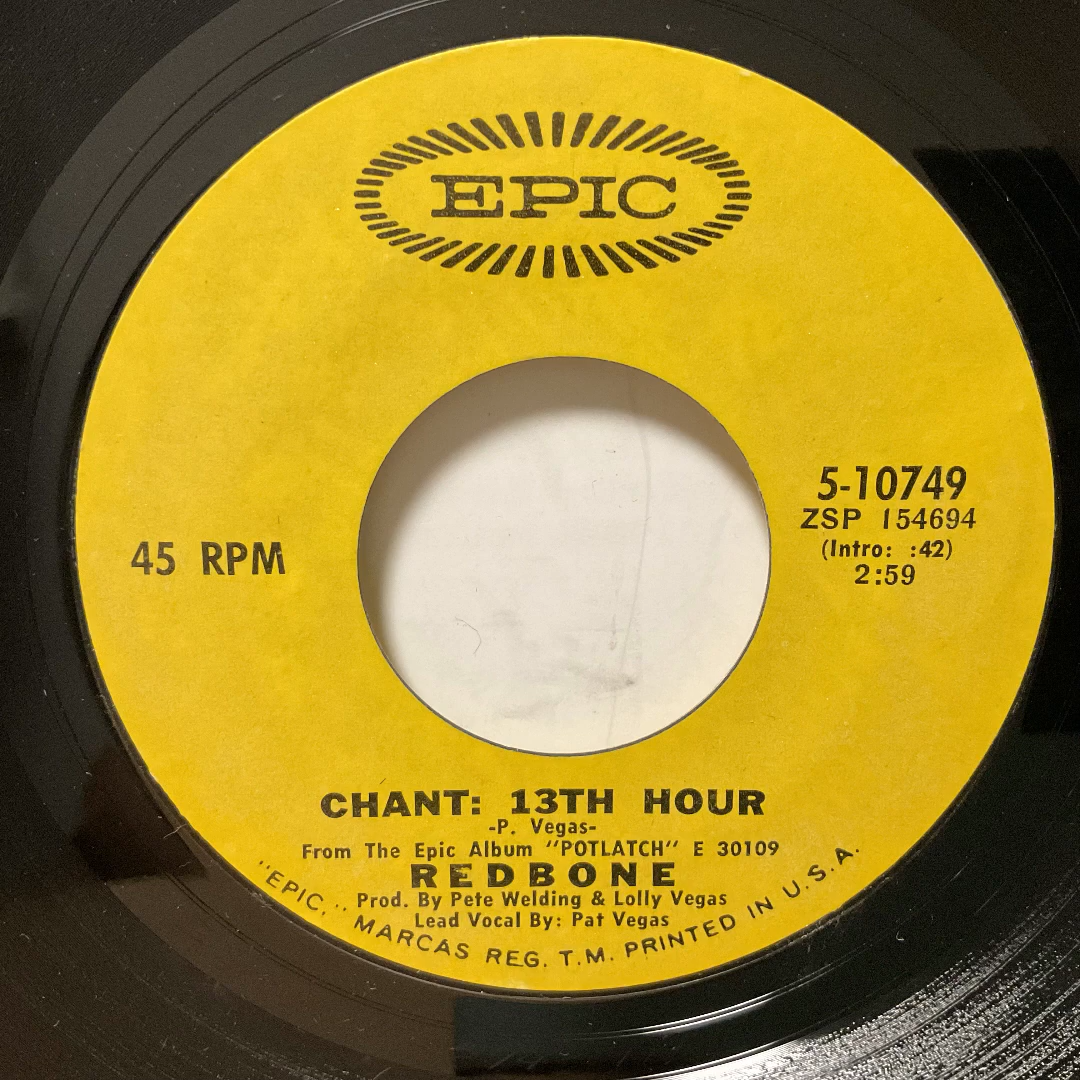 EPIC
5-10749
ZSP 154694
(Intro: :42)
2:59
45 RPM
CHANT: 13TH HOUR
-P. Vegas-
From The Epic Album "POTLATCH" E 30109
REDBONE
Prod. By Pete Welding & Lolly Vegas
Lead Vocal By: Pat Vegas
"EPIC," MARCAS REG. T.M. PRINTED IN U.S.A.